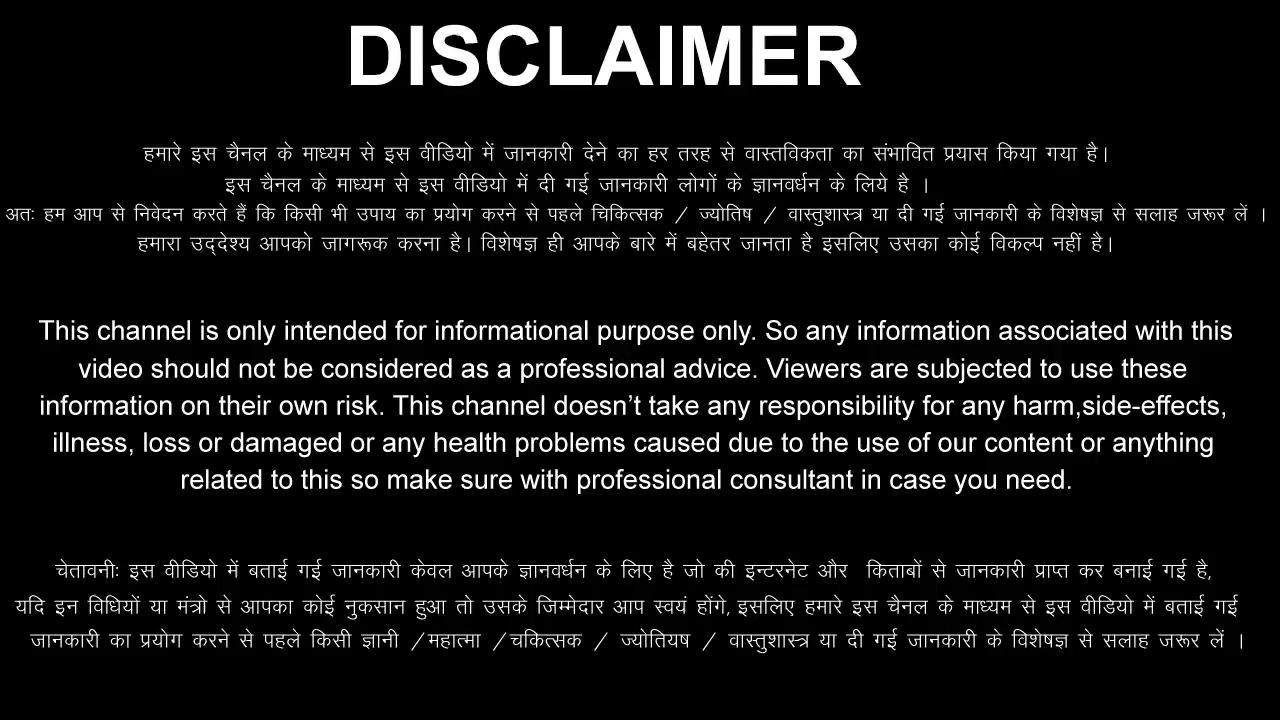 DISCLAIMER
हमारे इस चैनल के माध्यम से इस वीडियो में जानकारी देने का हर तरह से वास्तविकता का संभावित प्रयास किया गया है।
इस चैनल के माध्यम से इस वीडियो में दी गई जानकारी लोगों के ज्ञानवर्धन के लिये है ।
अतः हम आप से निवेदन करते हैं कि किसी भी उपाय का प्रयोग करने से पहले चिकित्सक / ज्योतिष / वास्तुशास्त्र या दी गई जानकारी के विशेषज्ञ से सलाह जरूर लें ।
हमारा उद्देश्य आपको जागरूक करना है। विशेषज्ञ ही आपके बारे में बहेतर जानता है इसलिए उसका कोई विकल्प नहीं है।
This channel is only intended for informational purpose only. So any information associated with this
video should not be considered as a professional advice. Viewers are subjected to use these
information on their own risk. This channel doesn’t take any responsibility for any harm,side-effects,
illness, loss or damaged or any health problems caused due to the use of our content or anything
related to this so make sure with professional consultant in case you need.
चेतावनीः इस वीडियो में बताई गई जानकारी केवल आपके ज्ञानवर्धन के लिए है जो की इन्टरनेट और किताबों से जानकारी प्राप्त कर बनाई गई है,
यदि इन विधियों या मंत्रो से आपका कोई नुकसान हुआ तो उसके जिम्मेदार आप स्वयं होंगे, इसलिए हमारे इस चैनल के माध्यम से इस वीडियो में बताई गई
जानकारी का प्रयोग करने से पहले किसी ज्ञानी /महात्मा /चकित्सक / ज्योतियष / वास्तुशास्त्र या दी गई जानकारी के विशेषज्ञ से सलाह जरूर लें ।